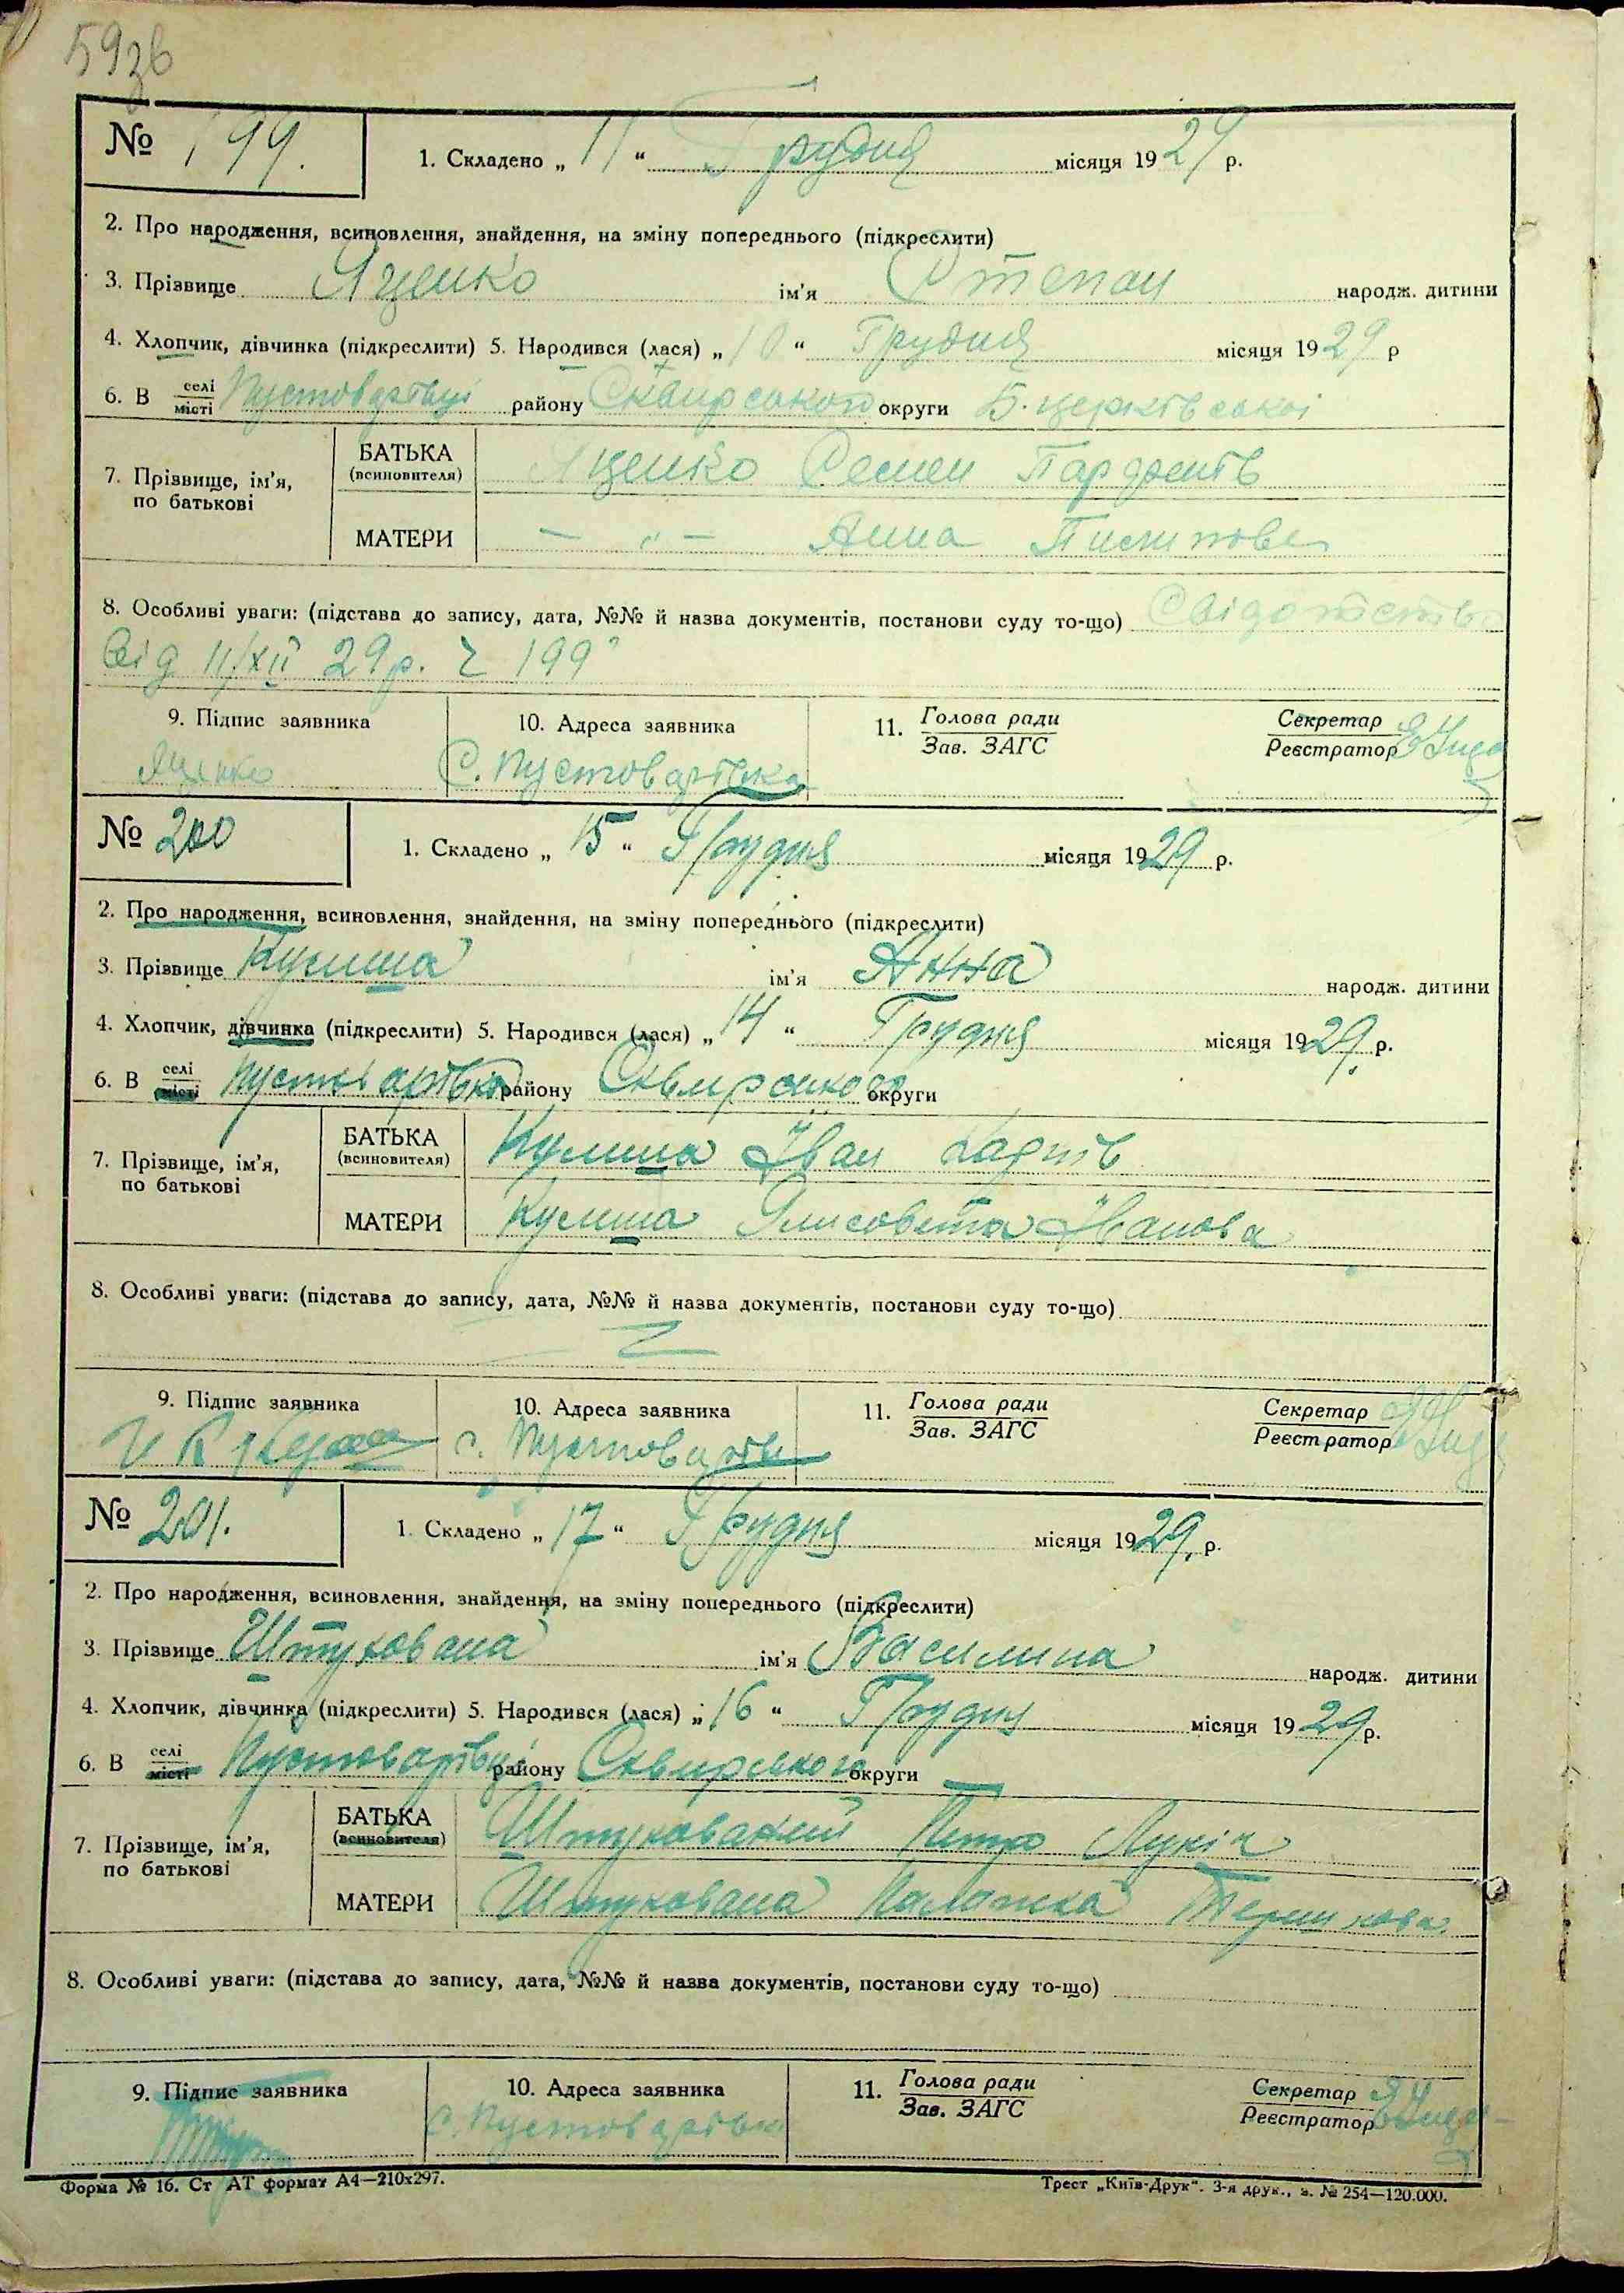 59зв
№ 199. 1. Складено „ 11 “ Грудня місяця 1929 р.
2. Про народження, всиновлення, знайдення, на зміну попереднього (підкреслити)
3. Прізвище Яценко ім'я Степан народж. дитини
4. Хлопчик, дівчинка (підкреслити) 5. Народився (лася) „ 10 “ Грудня місяця 1929 р
6. В селі місті Пустоварівці району Сквирського округи Б. церківської
7. Прізвище, ім'я, по батькові
БАТЬКА (всиновителя) Яценко Семен
МАТЕРИ — „ — Анна Пилипова
8. Особливі уваги: (підстава до запису, дата, №№ й назва документів, постанови суду то-що)
від 11/XII 29 р. 199
9. Підпис заявника 10. Адреса заявника 11. Голова ради Зав. ЗАГС Секретар Реєстратор
Яценко С. Пустоварівка
№ 200 1. Складено „ 15 “ Грудня місяця 1929 р.
2. Про народження, всиновлення, знайдення, на зміну попереднього (підкреслити)
3. Прізвище Кулиша ім'я Анна народж. дитини
4. Хлопчик, дівчинка (підкреслити) 5. Народився (лася) „ 14 “ Грудня місяця 1929. р.
6. В селі місті Пустоварівка району Сквирського округи
7. Прізвище, ім'я, по батькові
БАТЬКА (всиновителя) Кулиша Іван Карпів
МАТЕРИ Кулиша Єлисовета Іванова
8. Особливі уваги: (підстава до запису, дата, №№ й назва документів, постанови суду то-що)
9. Підпис заявника 10. Адреса заявника 11. Голова ради Зав. ЗАГС Секретар Реєстратор
с. Пустоварівка
№ 201. 1. Складено „ 17 “ Грудня місяця 1929. р.
2. Про народження, всиновлення, знайдення, на зміну попереднього (підкреслити)
3. Прізвище Штукована ім'я Василина народж. дитини
4. Хлопчик, дівчинка (підкреслити) 5. Народився (лася) „ 16 “ Грудня місяця 1929 р.
6. В селі місті Пустоварівці району Сквирського округи —
7. Прізвище, ім'я, по батькові
БАТЬКА (всиновителя) Штукований Петро Лукін
МАТЕРИ Штукована Палажка
8. Особливі уваги: (підстава до запису, дата, №№ й назва документів, постанови суду то-що)
9. Підпис заявника 10. Адреса заявника 11. Голова ради Зав. ЗАГС Секретар Реєстратор
с. Пустоварівка
Форма № 16. Ст АТ формат А4—210х297. Трест „Київ-Друк“. 3-я друк., з. № 254—120.000.